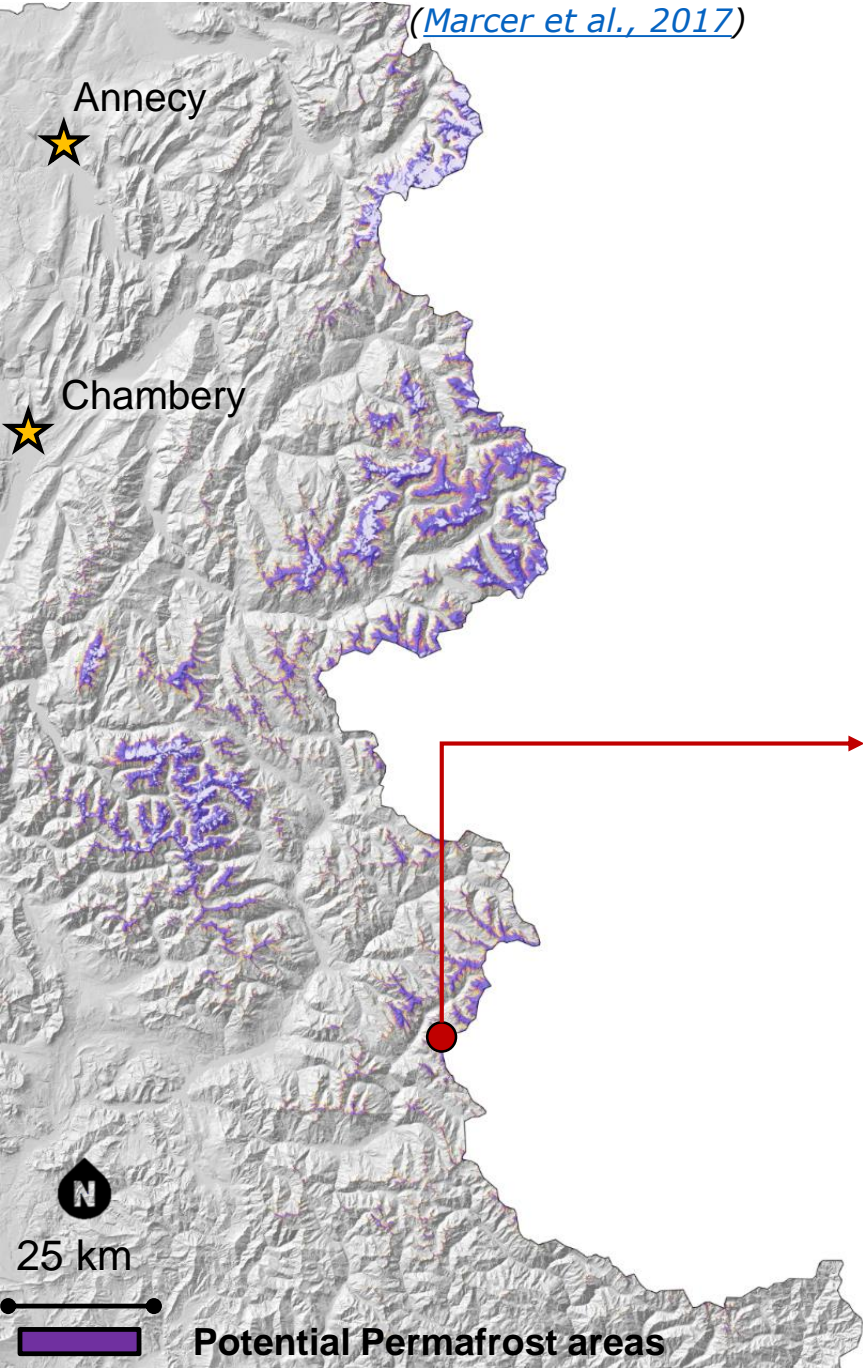 (Marcer et al., 2017)
Annecy
Chambery
N
25 km
Potential Permafrost areas